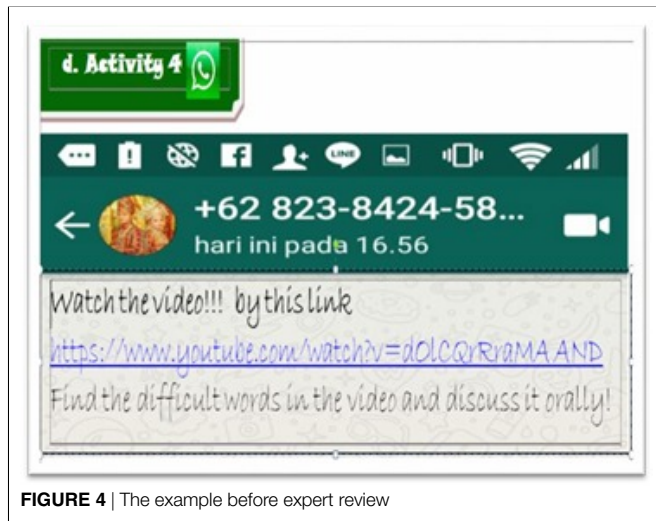 d. Activity 4
LINE
+62 823-8424-58...
hari ini pada 16.56
Watch the video!!! by this link
https://www.youtube.com/watch?v=dOlCQrRraMA AND
Find the difficult words in the video and discuss it orally!
FIGURE 4 | The example before expert review